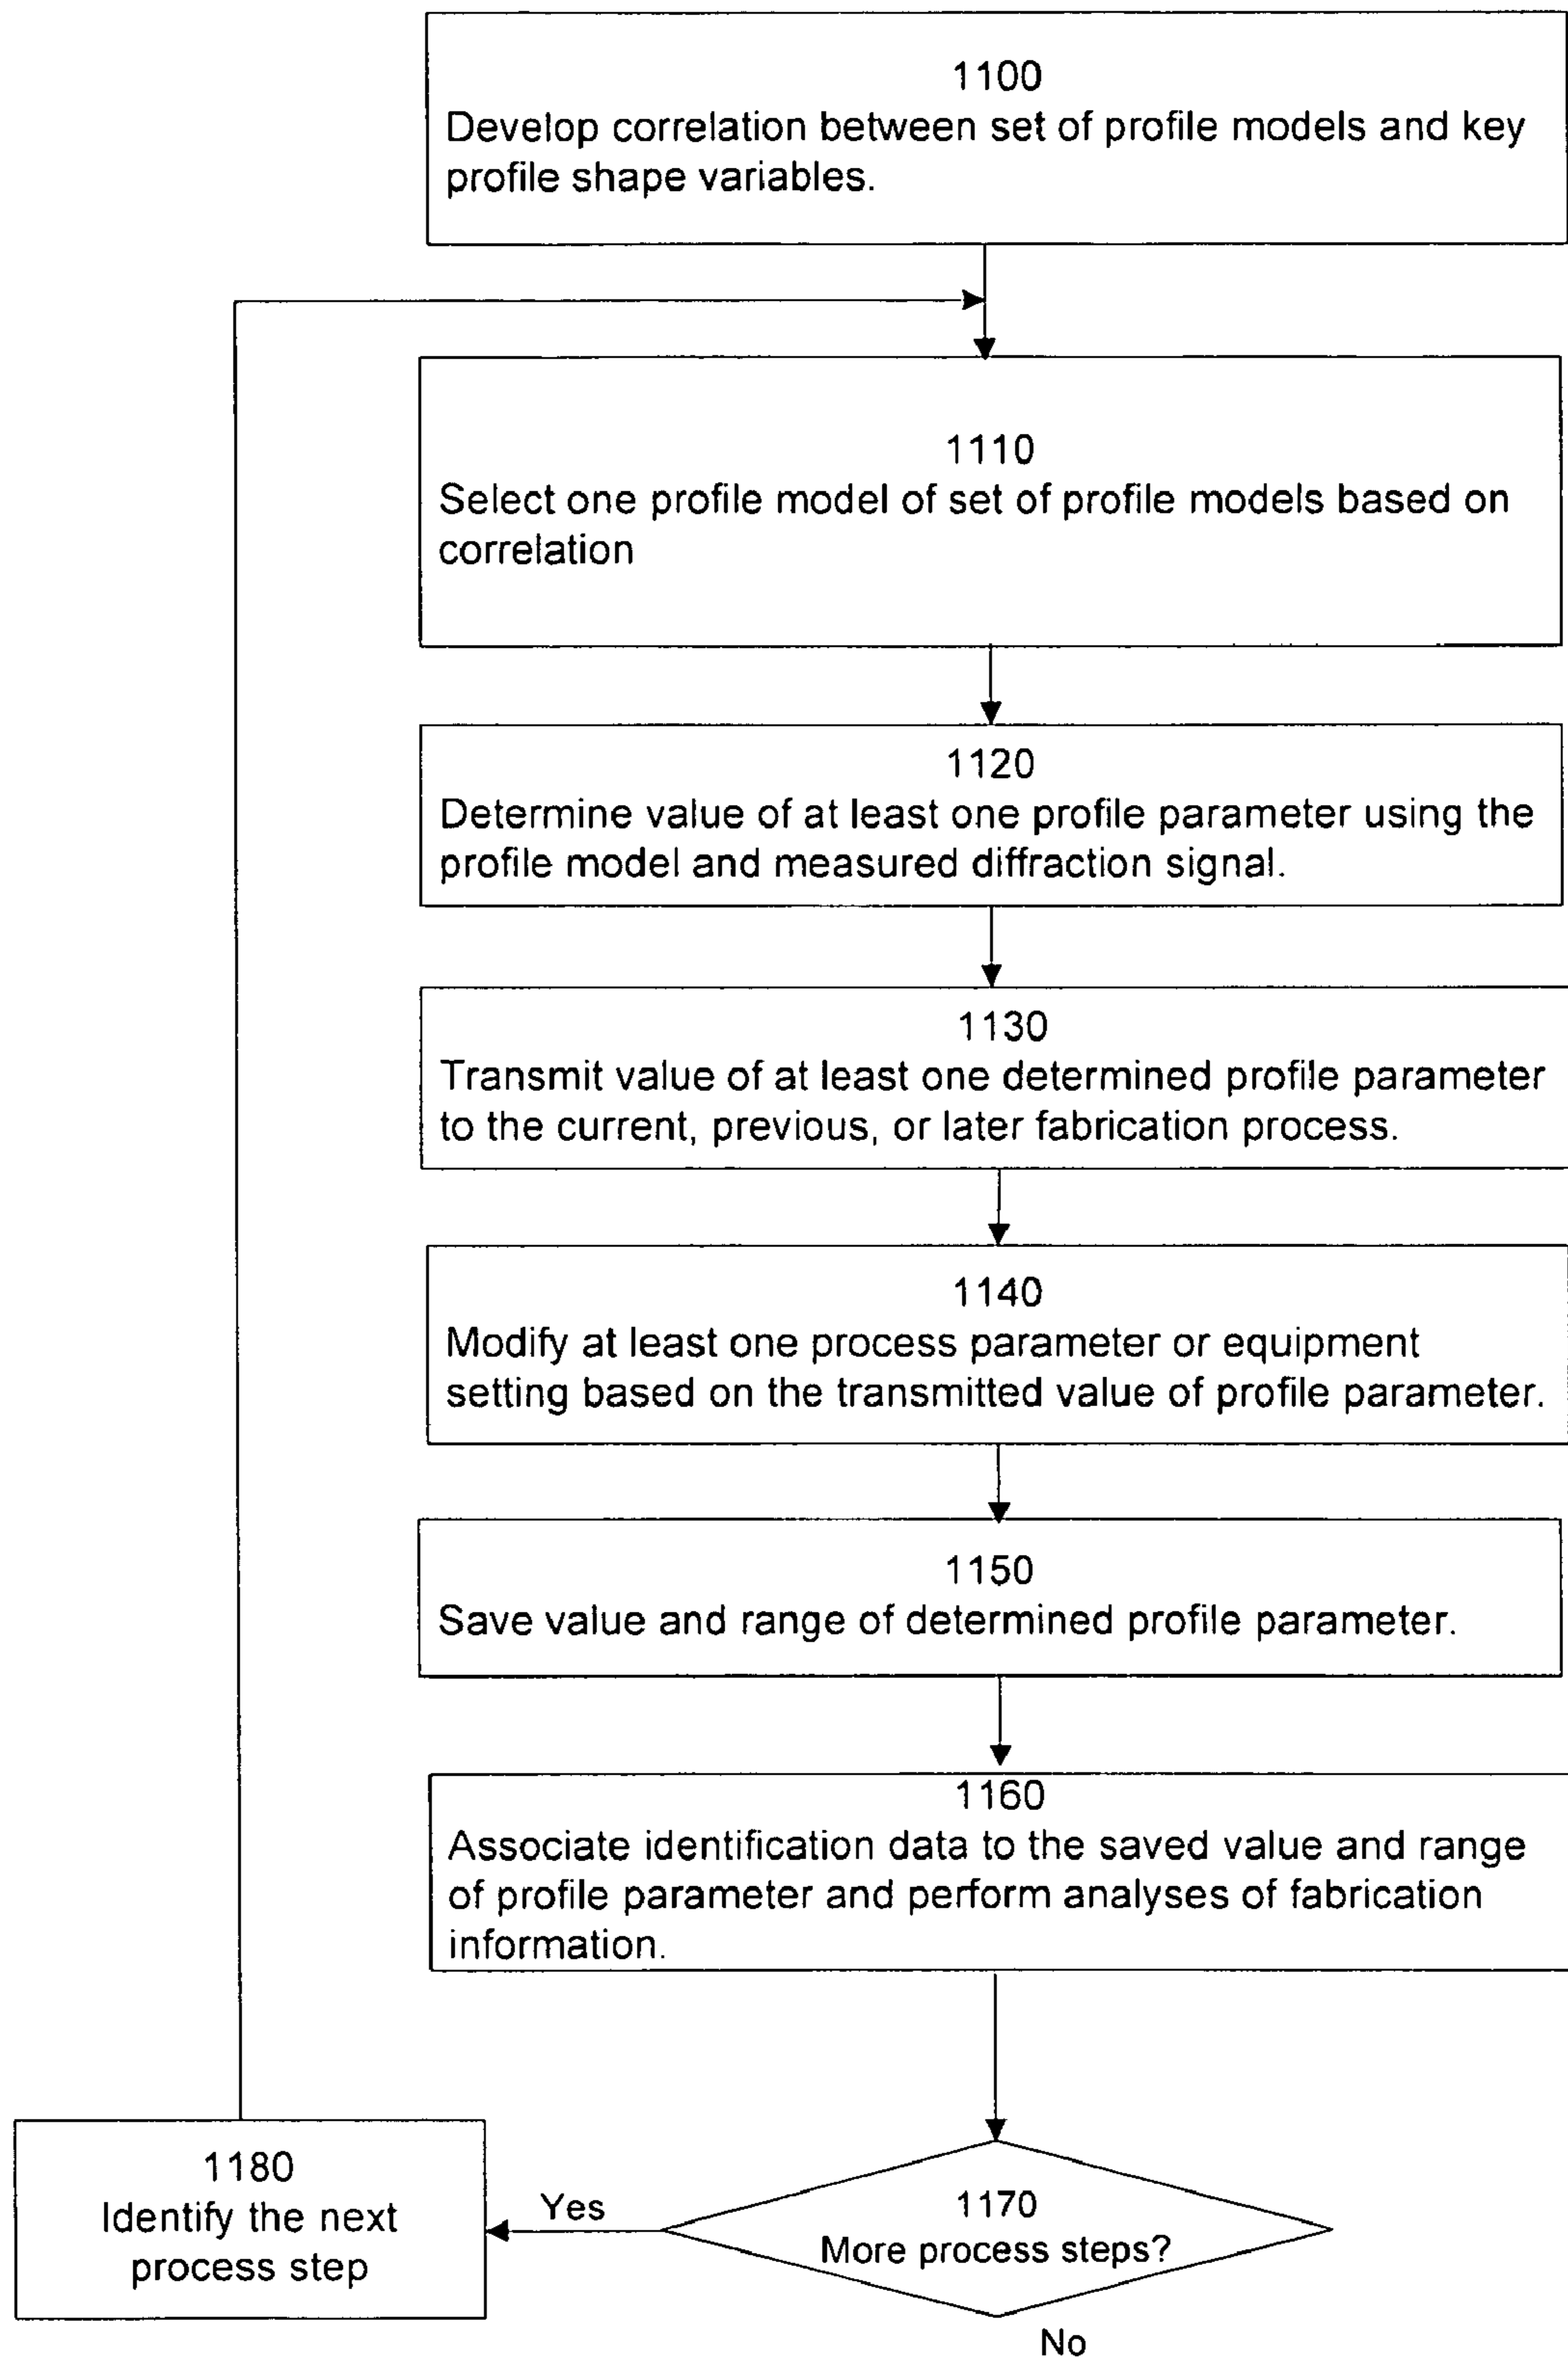 1100
Develop correlation between set of profile models and key
profile shape variables.
1110
Select one profile model of set of profile models based on
correlation
1120
Determine value of at least one profile parameter using the
profile model and measured diffraction signal.
1130
Transmit value of at least one determined profile parameter
to the current, previous, or later fabrication process.
1140
Modify at least one process parameter or equipment
setting based on the transmitted value of profile parameter.
1150
Save value and range of determined profile parameter.
1160
Associate identification data to the saved value and range
of profile parameter and perform analyses of fabrication
information.
1170
More process steps?
Yes
1180
Identify the next
process step
No